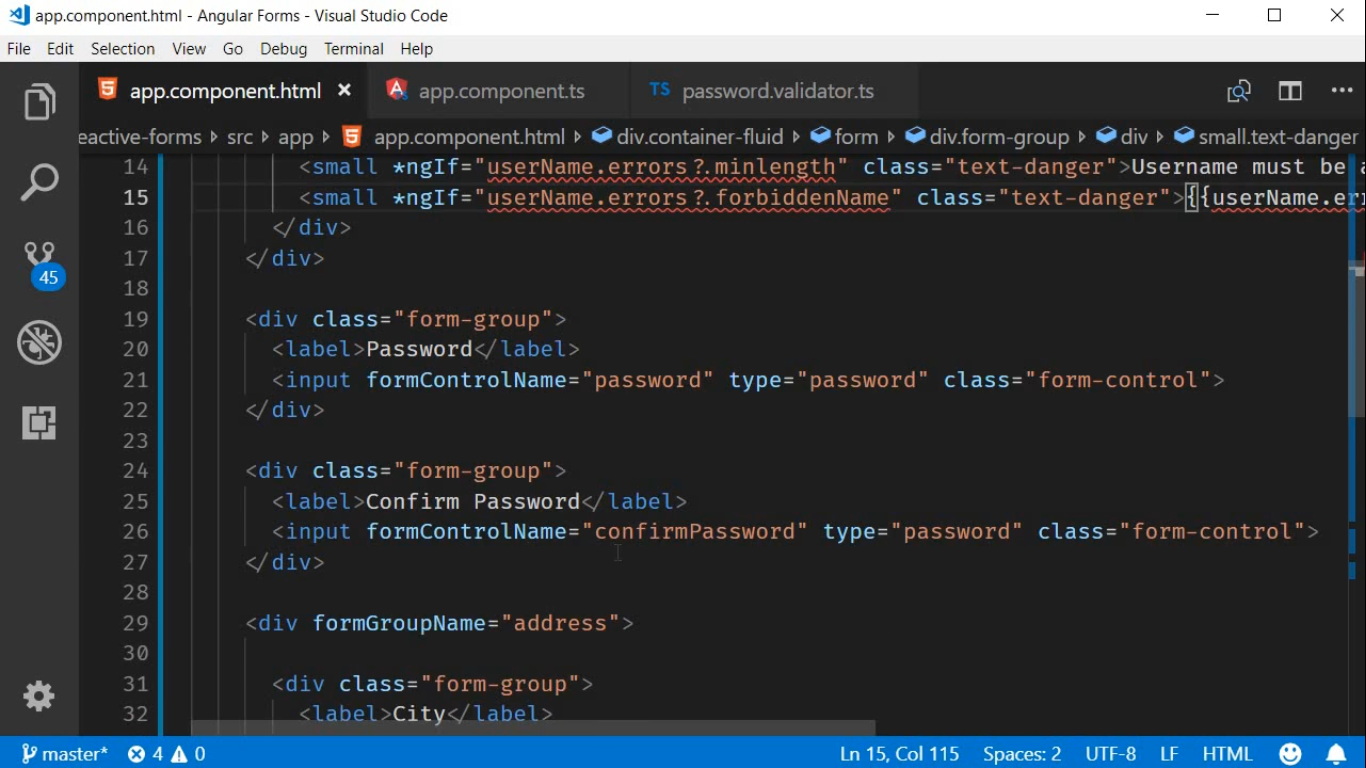 app.component.html - Angular Forms - Visual Studio Code
File Edit Selection View Go Debug Terminal Help
app.component.html app.component.ts TS password.validator.ts
eactive-forms src app app.component.html div.container-fluid form div.form-group div small.text-danger
14 <small *ngIf="userName.errors?.minlength" class="text-danger">Username must be
15 <small *ngIf="userName.errors?.forbiddenName" class="text-danger">{{userName.er
16 </div>
17 </div>
18
19 <div class="form-group">
20 <label>Password</label>
21 <input formControlName="password" type="password" class="form-control">
22 </div>
23
24 <div class="form-group">
25 <label>Confirm Password</label>
26 <input formControlName="confirmPassword" type="password" class="form-control">
27 </div>
28
29 <div formGroupName="address">
30
31 <div class="form-group">
32 <label>City</label>
45
master* 4 0 Ln 15, Col 115 Spaces: 2 UTF-8 LF HTML